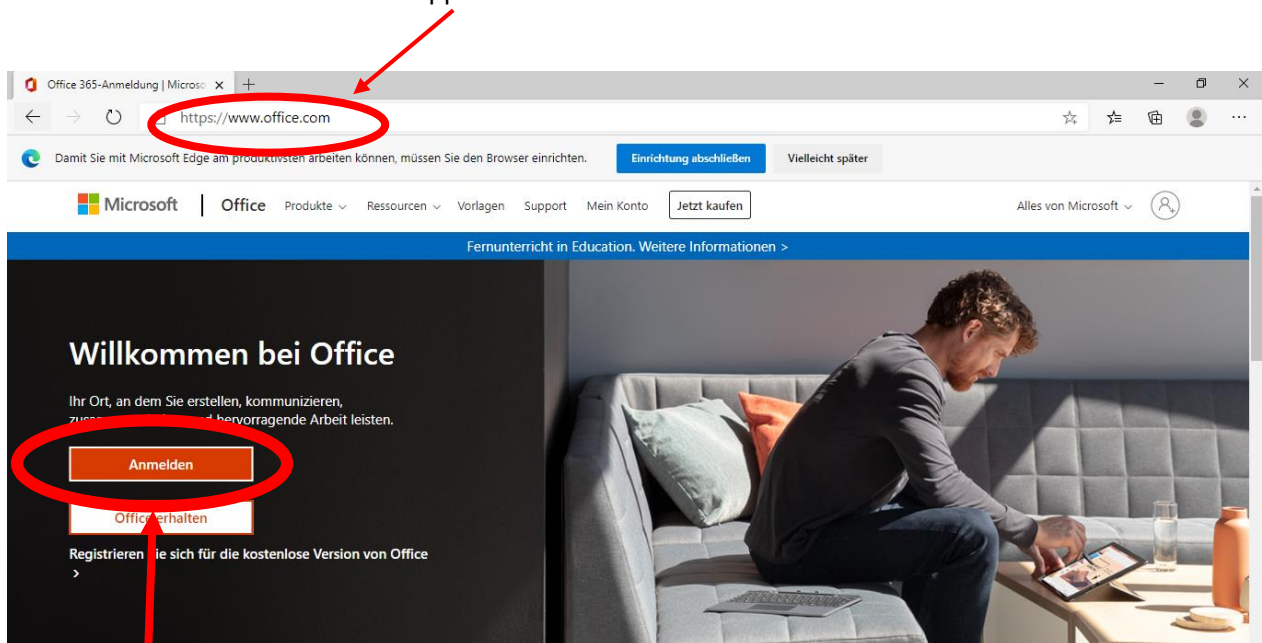 Office 365-Anmeldung | Microso
https://www.office.com
Damit Sie mit Microsoft Edge am produktivsten arbeiten können, müssen Sie den Browser einrichten. Einrichtung abschließen Vielleicht später
Microsoft | Office Produkte Ressourcen Vorlagen Support Mein Konto Jetzt kaufen Alles von Microsoft
Fernunterricht in Education. Weitere Informationen >
Willkommen bei Office
Ihr Ort, an dem Sie erstellen, kommunizieren,
hervorragende Arbeit leisten.
Anmelden
Office erhalten
Registrieren Sie sich für die kostenlose Version von Office
>